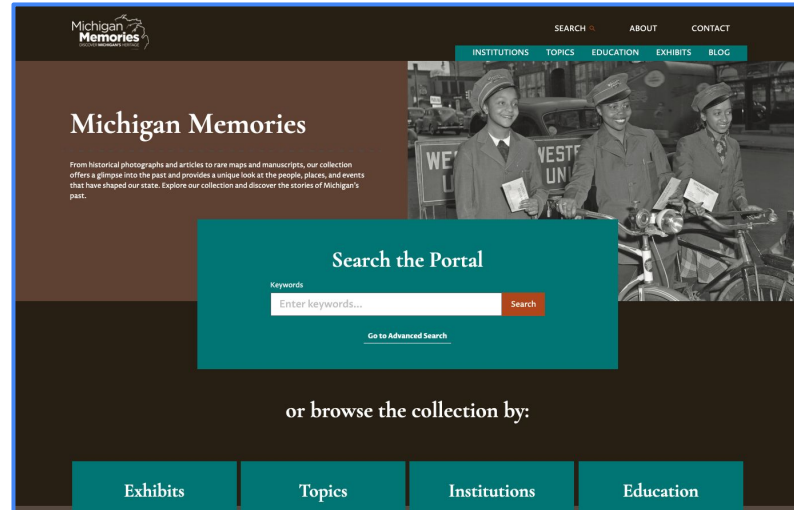 Michigan
Memories
DISCOVER MICHIGAN'S HERITAGE
SEARCH
ABOUT
CONTACT
INSTITUTIONS
TOPICS
EDUCATION
EXHIBITS
BLOG
Michigan Memories
From historical photographs and articles to rare maps and manuscripts, our collection
offers a glimpse into the past and provides a unique look at the people, places, and events
that have shaped our state. Explore our collection and discover the stories of Michigan's
past.
WE
U
WESTE
UNI
Search the Portal
Keywords
Enter keywords...
Search
Go to Advanced Search
or browse the collection by:
Exhibits
Topics
Institutions
Education